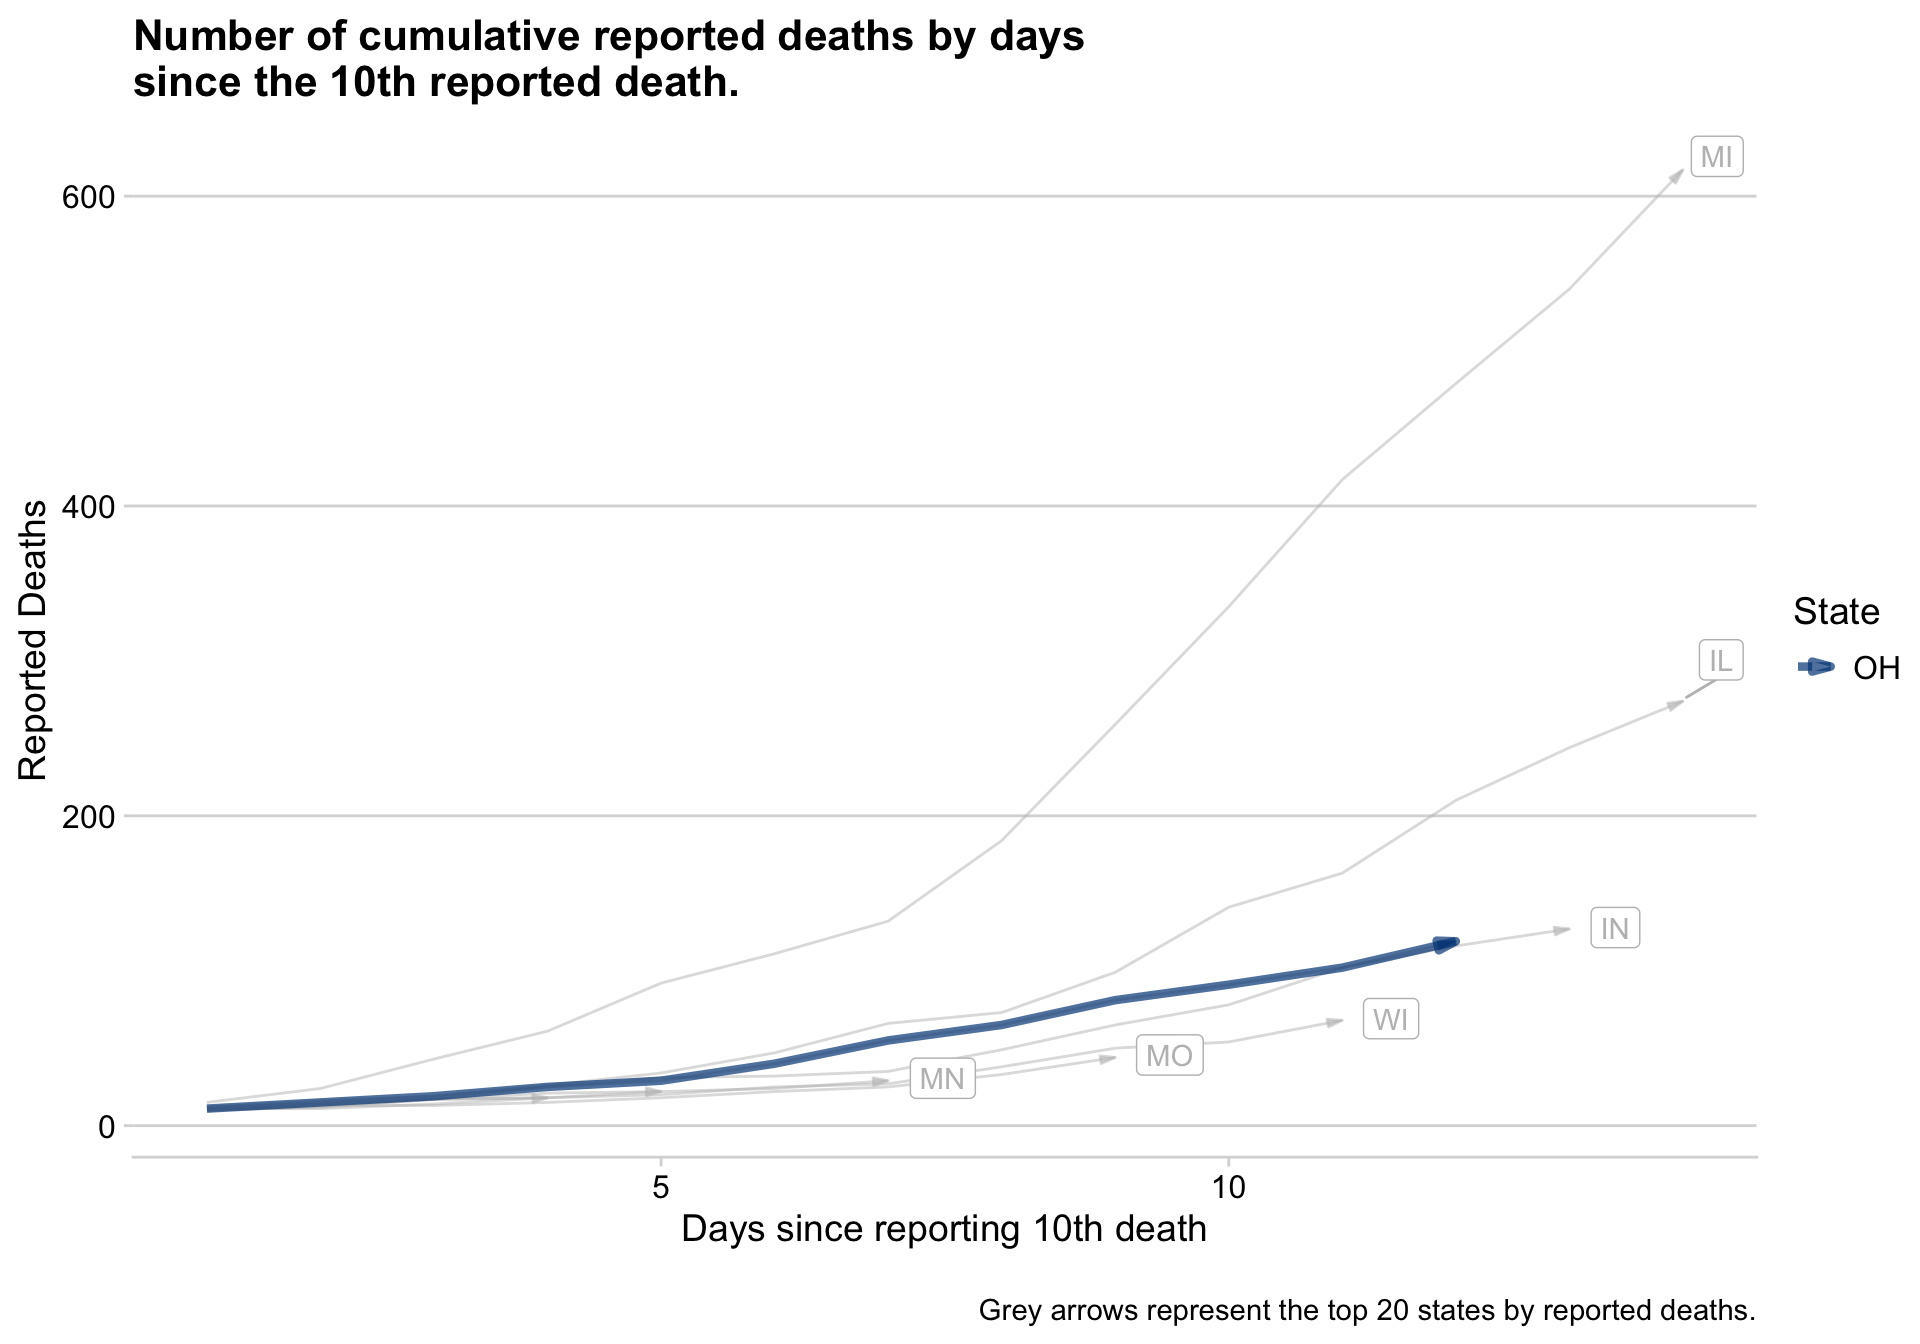 Number of cumulative reported deaths by days
since the 10th reported death.
MI
600
400
IL
200
IN
WI
MO
MN
0
5
10
Reported Deaths
Days since reporting 10th death
State
OH
Grey arrows represent the top 20 states by reported deaths.